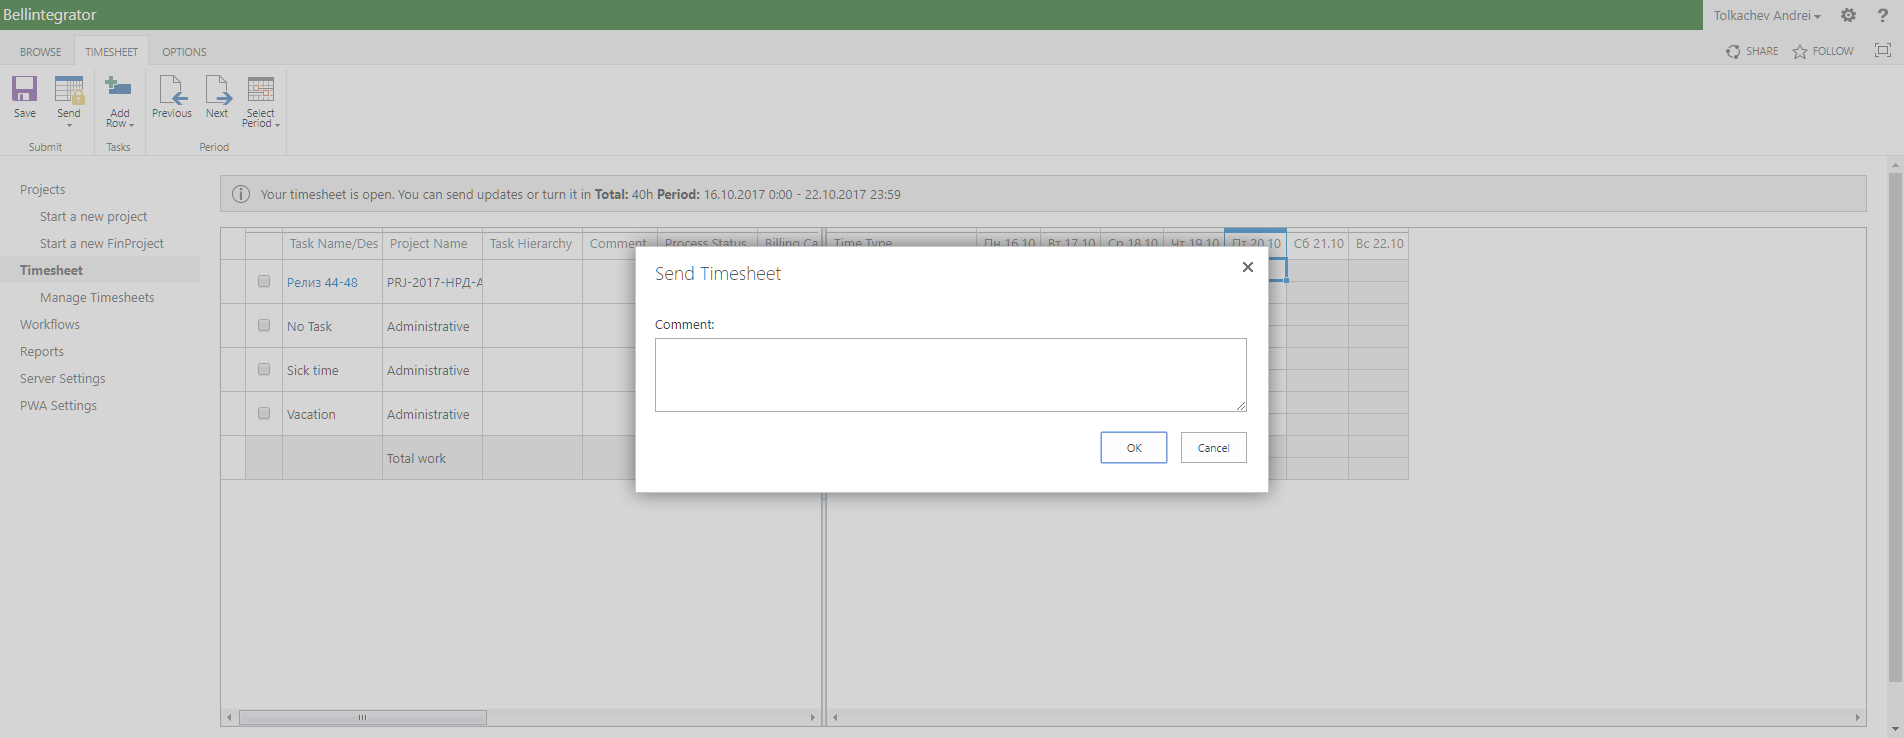 Bellintegrator
Tolkachev Andrei
?
BROWSE
TIMESHEET
OPTIONS
SHARE
FOLLOW
Save
Send
Add Row
Previous
Next
Select Period
Submit
Tasks
Period
Projects
Start a new project
Start a new FinProject
Timesheet
Manage Timesheets
Workflows
Reports
Server Settings
PWA Settings
Your timesheet is open. You can send updates or turn it in Total: 40h Period: 16.10.2017 0:00 - 22.10.2017 23:59
Task Name/Des Project Name Task Hierarchy Comment Process Status Billing Ca Time Type Пн 16.10 Вт 17.10 Ср 18.10 Чт 19.10 Пт 20.10 Сб 21.10 Вс 22.10
Релиз 44-48 PRJ-2017-НРД-А
No Task Administrative
Sick time Administrative
Vacation Administrative
Total work
Send Timesheet
Comment:
OK
Cancel